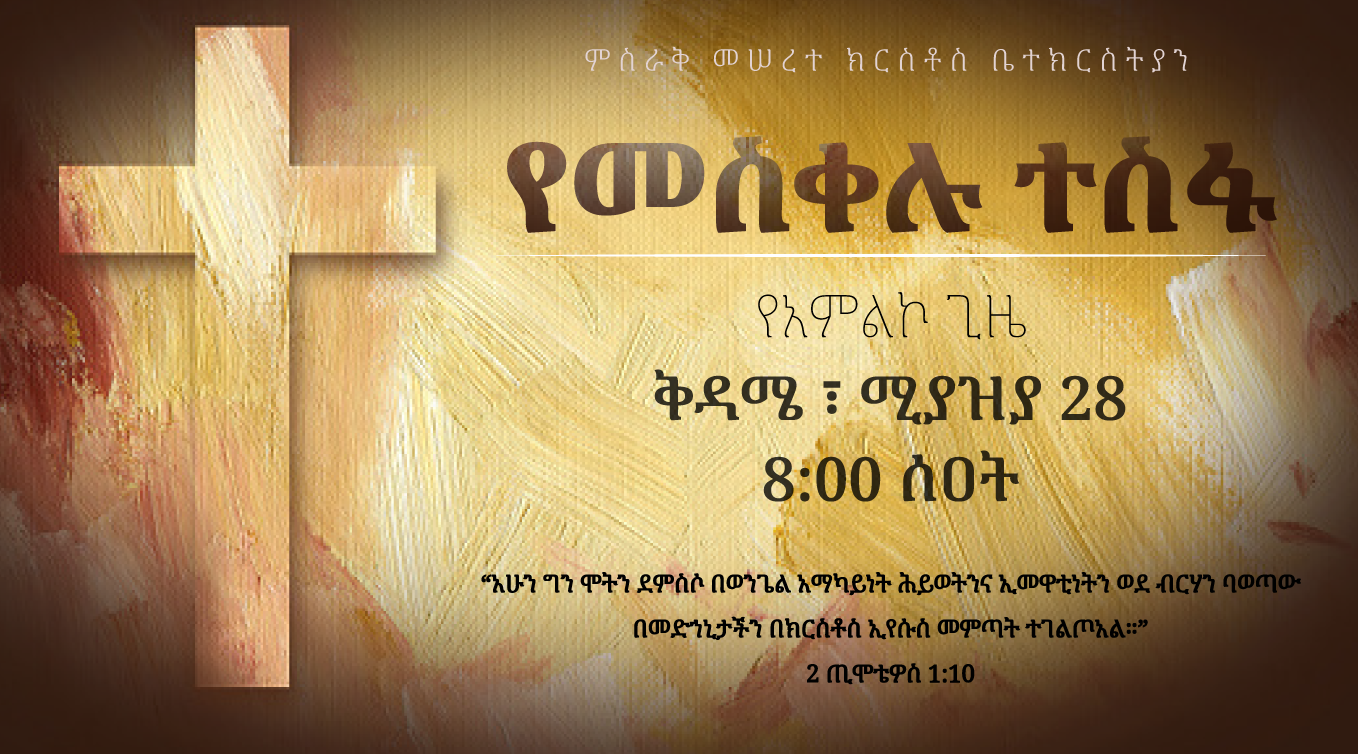 ምስራቅ መሠረተ ክርስቶስ ቤተክርስትያን
የመስቀሉ ተስፋ
የአምልኮ ጊዜ
ቅዳሜ ፣ ሚያዝያ 28
8:00 ሰዐት
“አሁን ግን ሞትን ደምስሶ በወንጌል አማካይነት ሕይወትንና ኢመዋቲነትን ወደ ብርሃን ባወጣው
በመድኀኒታችን በክርስቶስ ኢየሱስ መምጣት ተገልጦአል።”
2 ጢሞቴዎስ 1:10